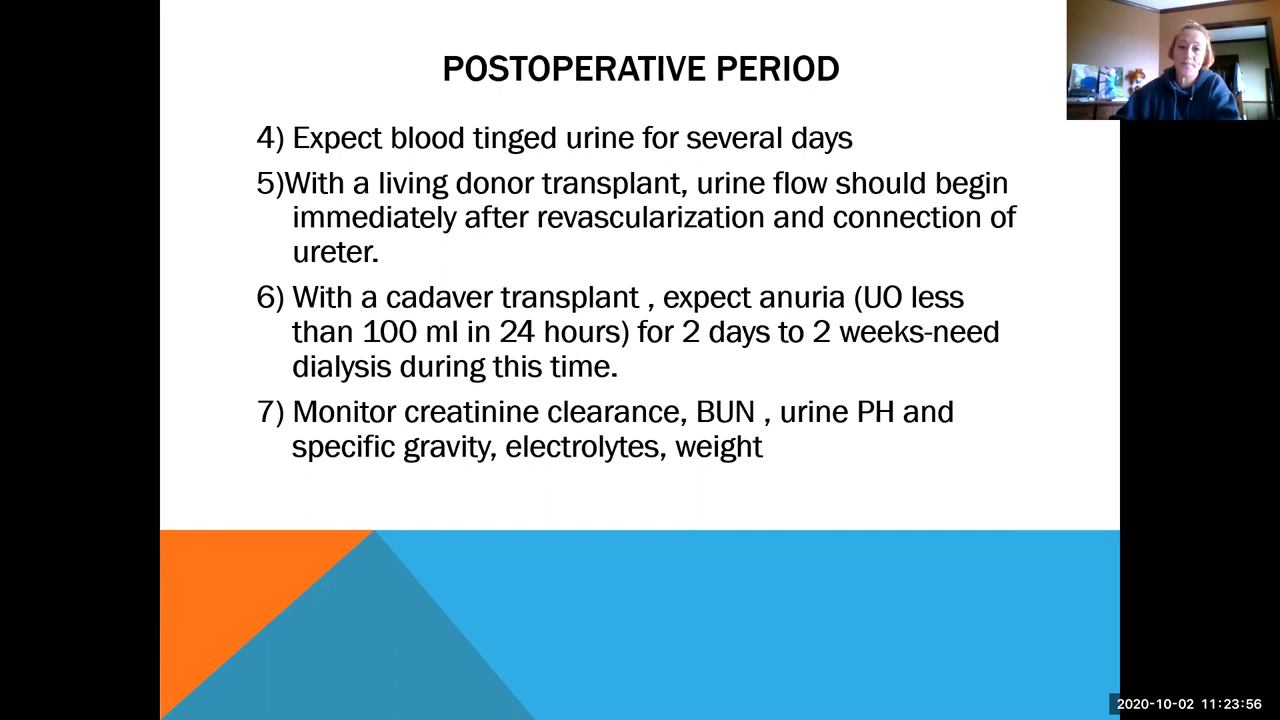 POSTOPERATIVE PERIOD
4) Expect blood tinged urine for several days
5)With a living donor transplant, urine flow should begin
immediately after revascularization and connection of
ureter.
6) With a cadaver transplant , expect anuria (UO less
than 100 ml in 24 hours) for 2 days to 2 weeks-need
dialysis during this time.
7) Monitor creatinine clearance, BUN , urine PH and
specific gravity, electrolytes, weight
2020-10-02 11:23:56